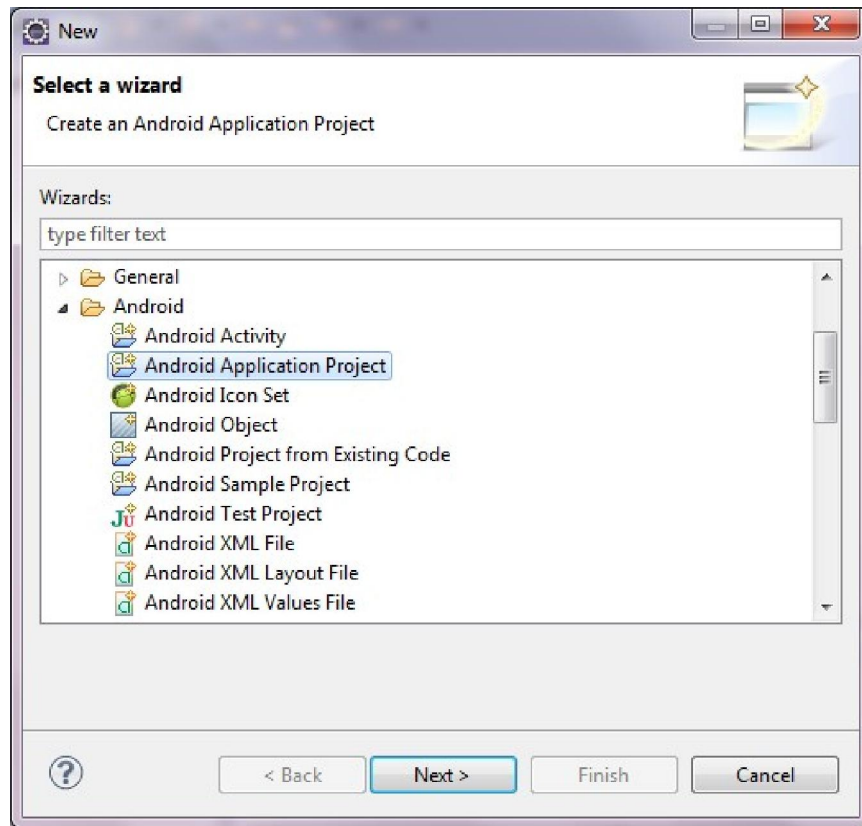 New
Select a wizard
Create an Android Application Project
Wizards:
type filter text
General
Android
Android Activity
Android Application Project
Android Icon Set
Android Object
Android Project from Existing Code
Android Sample Project
Android Test Project
Android XML File
Android XML Layout File
Android XML Values File
< Back Next > Finish Cancel